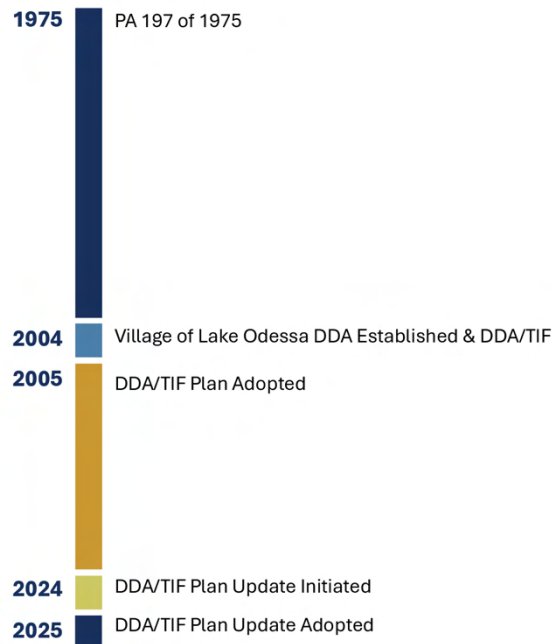 1975 PA 197 of 1975
2004 Village of Lake Odessa DDA Established & DDA/TIF
2005 DDA/TIF Plan Adopted
2024 DDA/TIF Plan Update Initiated
2025 DDA/TIF Plan Update Adopted